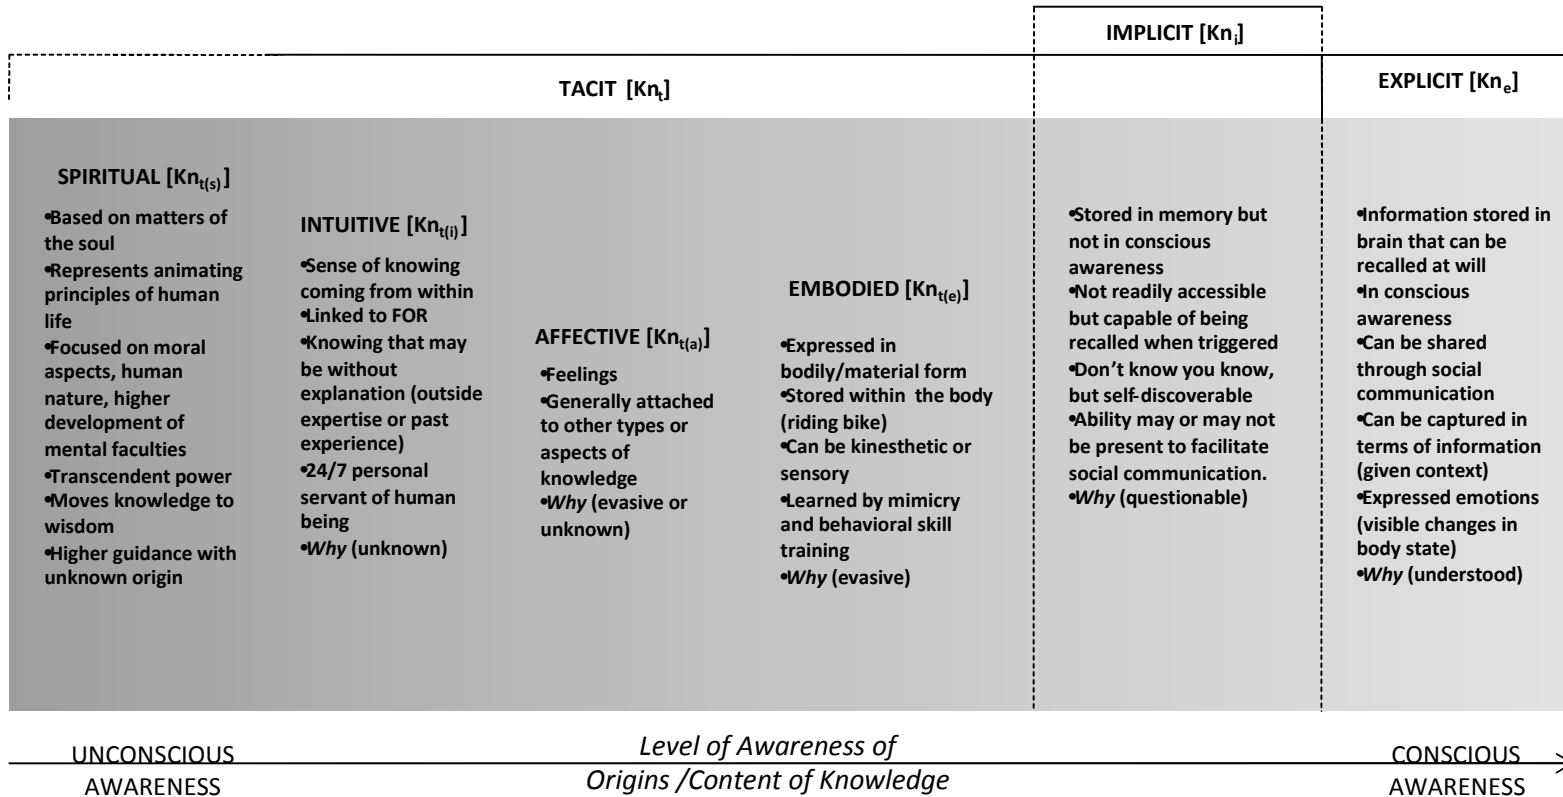 IMPLICIT [Kni]
TACIT [Knt]
EXPLICIT [Kne]
SPIRITUAL [Knt(s)]
•Based on matters of
the soul
•Represents animating
principles of human
life
•Focused on moral
aspects, human
nature, higher
development of
mental faculties
•Transcendent power
•Moves knowledge to
wisdom
•Higher guidance with
unknown origin
INTUITIVE [Knt(i)]
•Sense of knowing
coming from within
•Linked to FOR
•Knowing that may
be without
explanation (outside
expertise or past
experience)
•24/7 personal
servant of human
being
•Why (unknown)
AFFECTIVE [Knt(a)]
•Feelings
•Generally attached
to other types or
aspects of
knowledge
•Why (evasive or
unknown)
EMBODIED [Knt(e)]
•Expressed in
bodily/material form
•Stored within the body
(riding bike)
•Can be kinesthetic or
sensory
•Learned by mimicry
and behavioral skill
training
•Why (evasive)
•Stored in memory but
not in conscious
awareness
•Not readily accessible
but capable of being
recalled when triggered
•Don’t know you know,
but self-discoverable
•Ability may or may not
be present to facilitate
social communication.
•Why (questionable)
•Information stored in
brain that can be
recalled at will
•In conscious
awareness
•Can be shared
through social
communication
•Can be captured in
terms of information
(given context)
•Expressed emotions
(visible changes in
body state)
•Why (understood)
UNCONSCIOUS
AWARENESS
Level of Awareness of
Origins /Content of Knowledge
CONSCIOUS
AWARENESS